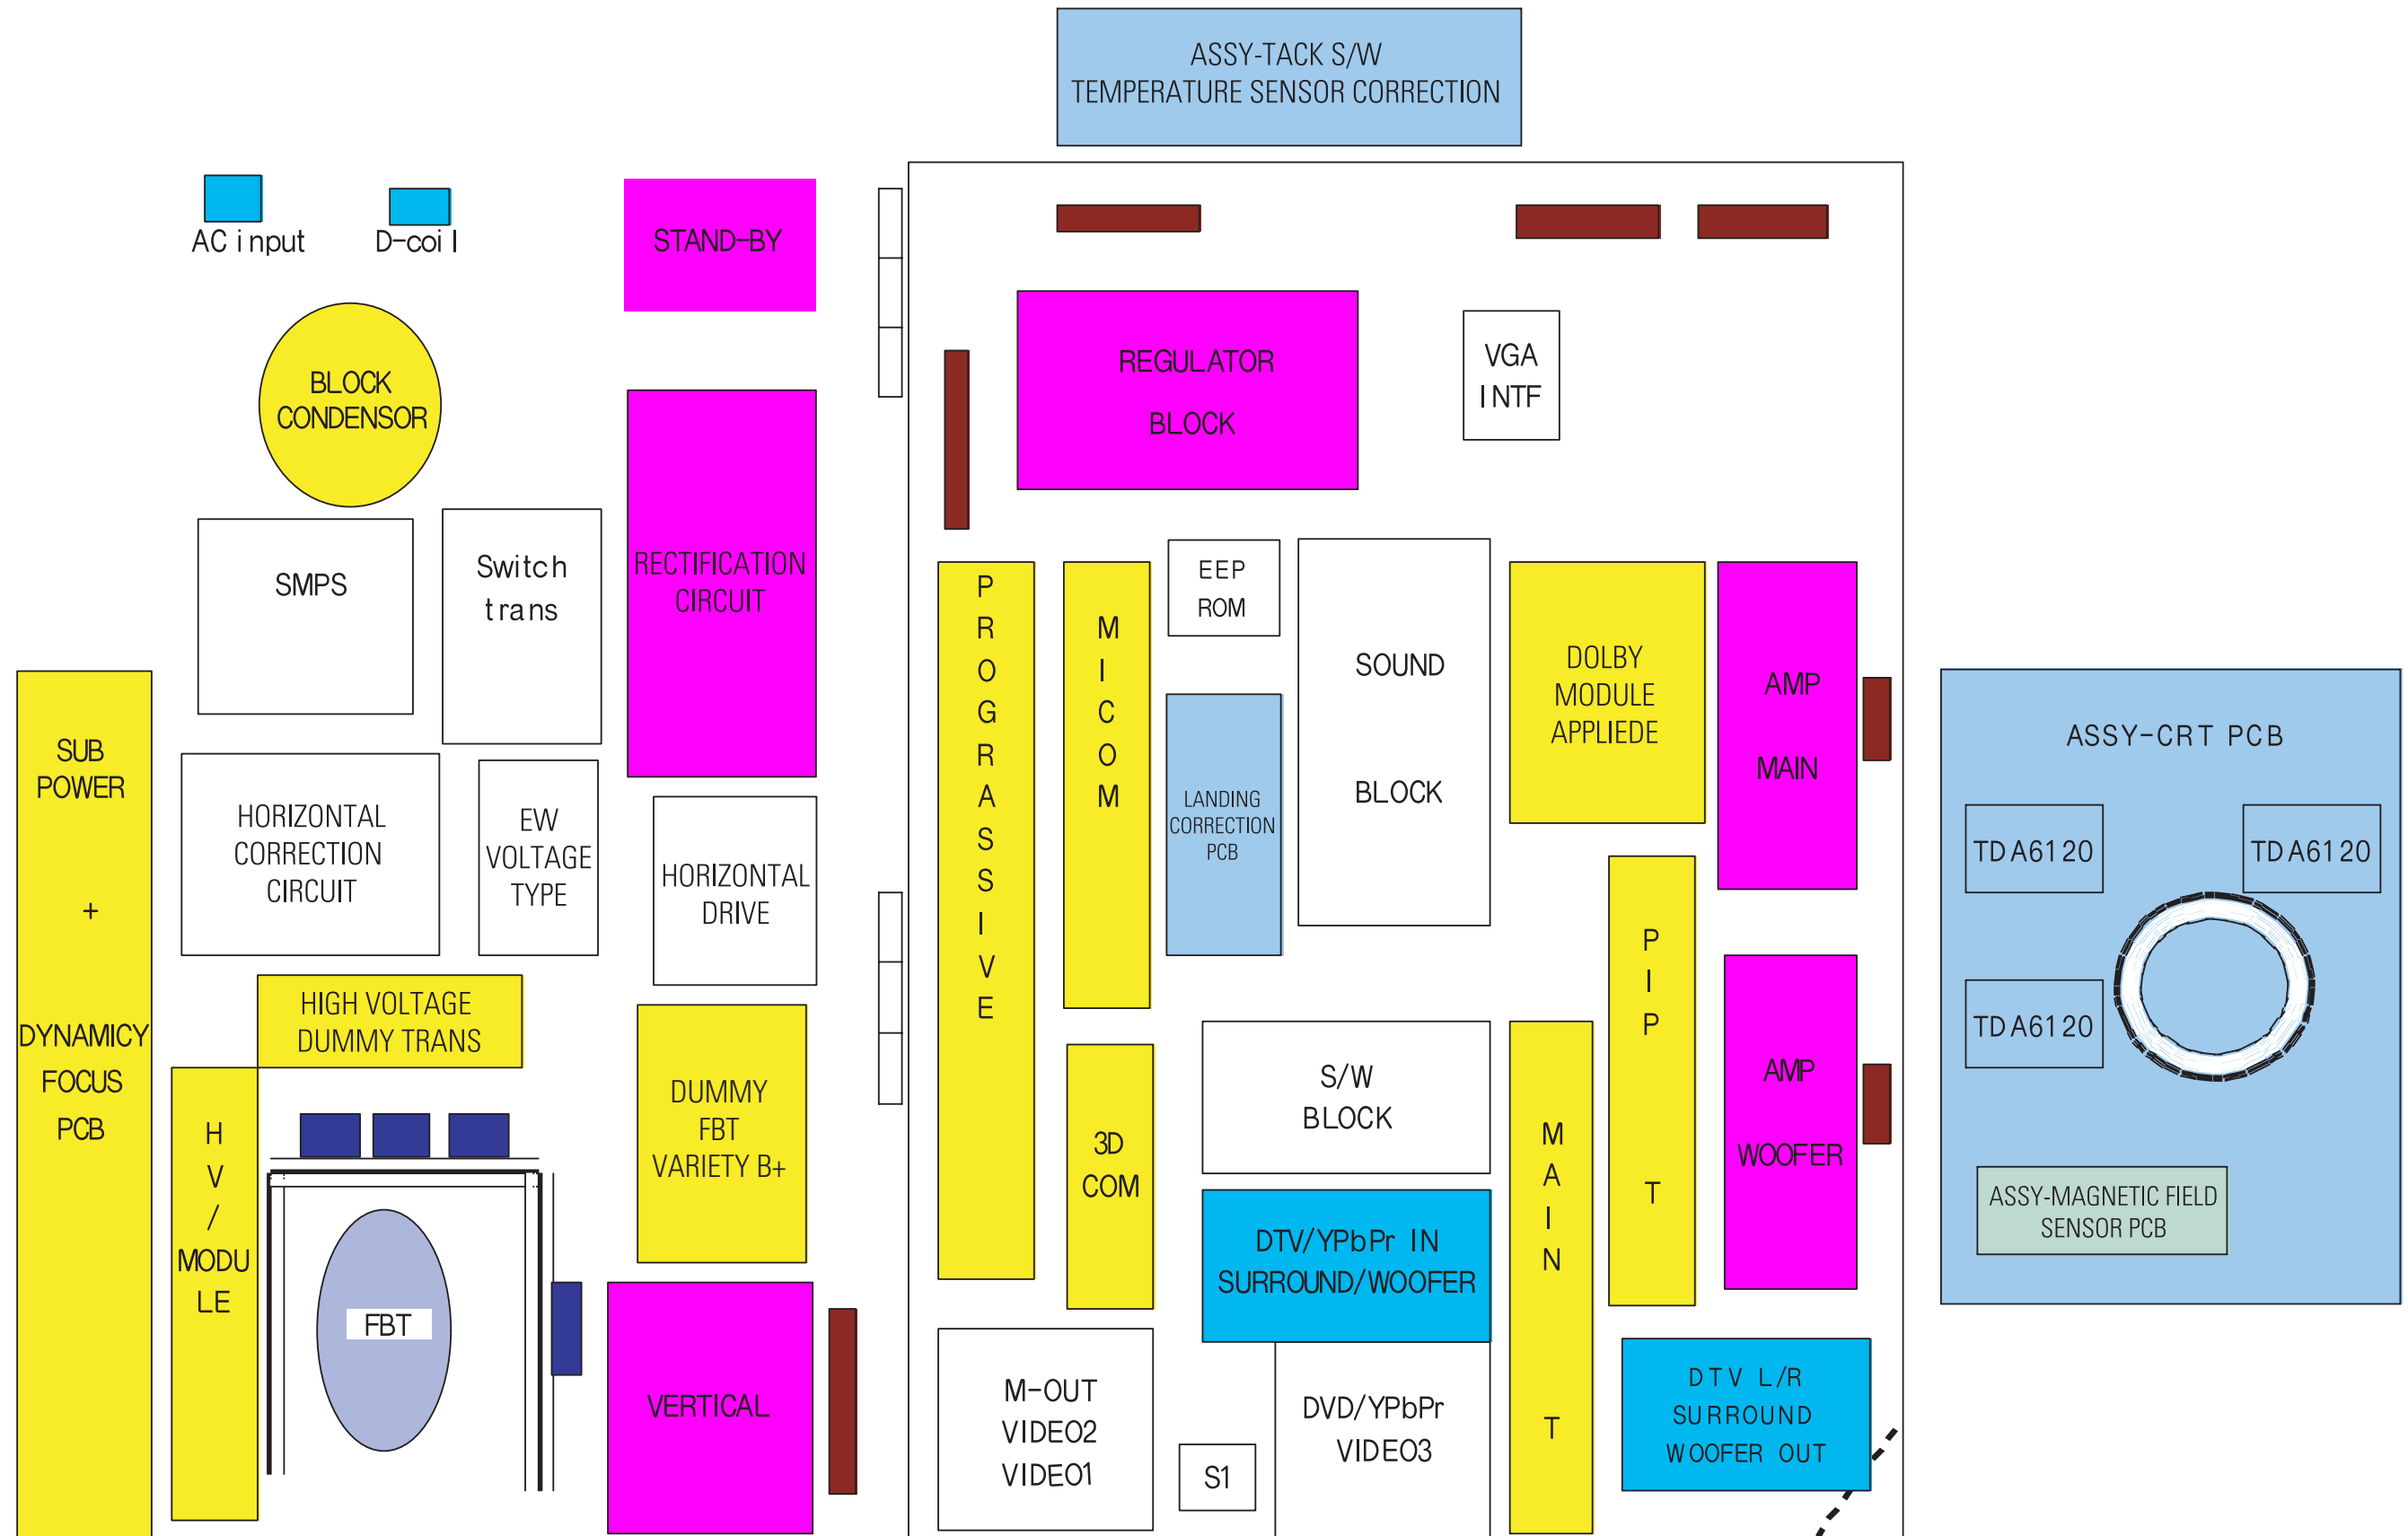 ASSY-TACK S/W
TEMPERATURE SENSOR CORRECTION
AC input
D-coil
STAND-BY
BLOCK
CONDENSOR
REGULATOR
BLOCK
VGA
INTF
SMPS
Switch
trans
RECTIFICATION
CIRCUIT
PROGRASSIVE
MICOM
EEP
ROM
SOUND
BLOCK
DOLBY
MODULE
APPLIEDE
AMP
MAIN
SUB
POWER
+
DYNAMICY
FOCUS
PCB
HORIZONTAL
CORRECTION
CIRCUIT
EW
VOLTAGE
TYPE
HORIZONTAL
DRIVE
LANDING
CORRECTION
PCB
PIP T
ASSY-CRT PCB
TDA6120
TDA6120
TDA6120
ASSY-MAGNETIC FIELD
SENSOR PCB
HIGH VOLTAGE
DUMMY TRANS
H
V
/
MODU
LE
FBT
DUMMY
FBT
VARIETY B+
VERTICAL
3D
COM
S/W
BLOCK
MAIN T
AMP
WOOFER
DTV/YPbPr IN
SURROUND/WOOFER
M-OUT
VIDEO2
VIDEO1
S1
DVD/YPbPr
VIDEO3
DTV L/R
SURROUND
WOOFER OUT